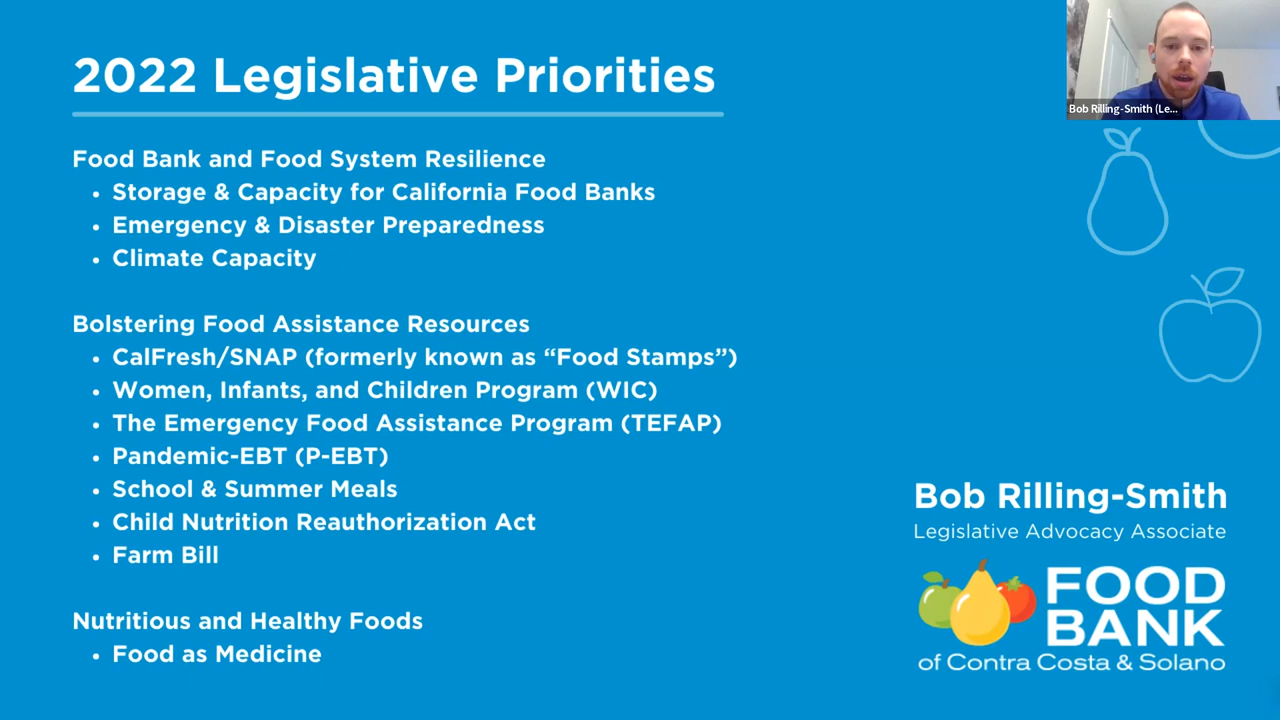 2022 Legislative Priorities
Bob Rilling-Smith (Le...
Food Bank and Food System Resilience
• Storage & Capacity for California Food Banks
• Emergency & Disaster Preparedness
• Climate Capacity
Bolstering Food Assistance Resources
• CalFresh/SNAP (formerly known as “Food Stamps”)
• Women, Infants, and Children Program (WIC)
• The Emergency Food Assistance Program (TEFAP)
• Pandemic-EBT (P-EBT)
• School & Summer Meals
• Child Nutrition Reauthorization Act
• Farm Bill
Nutritious and Healthy Foods
• Food as Medicine
Bob Rilling-Smith
Legislative Advocacy Associate
FOOD
BANK
of Contra Costa & Solano